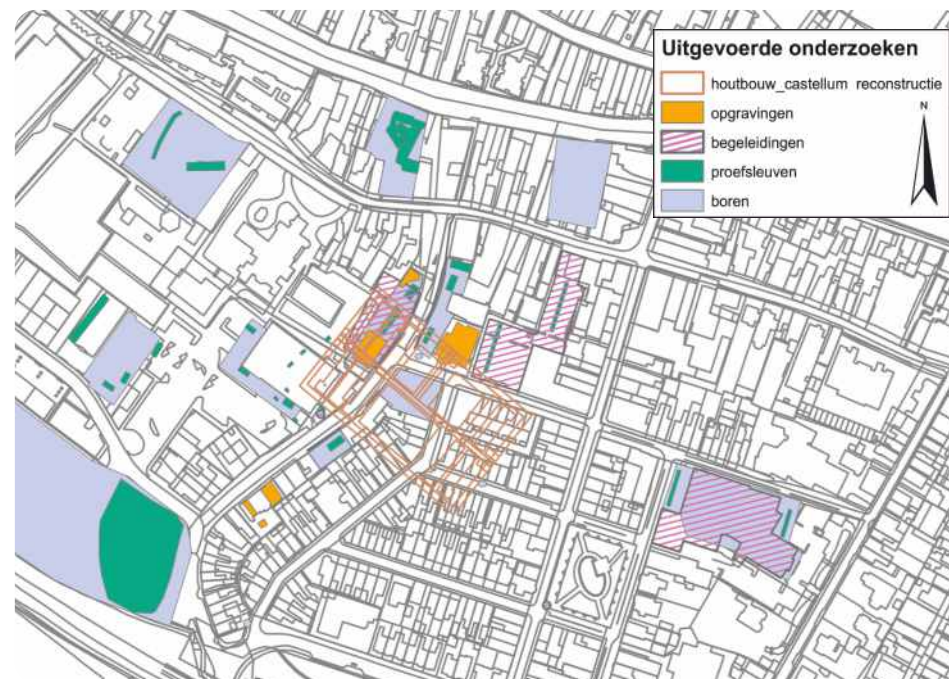 Uitgevoerde onderzoeken
houtbouw_castellum reconstructie
N
opgravingen
begeleidingen
proefsleuven
boren